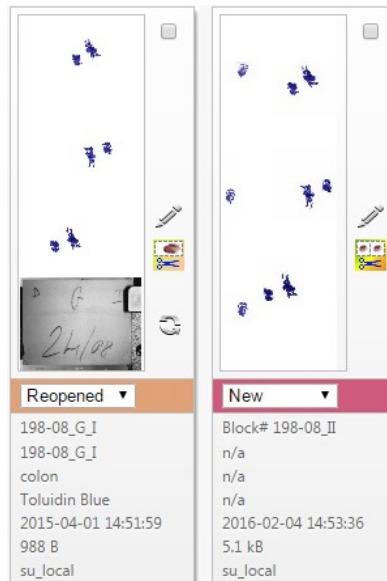 D G I
24/08
Reopened
198-08_G_I
198-08_G_I
colon
Toluidin Blue
2015-04-01 14:51:59
988 B
su_local
New
Block# 198-08_II
n/a
n/a
n/a
2016-02-04 14:53:36
5.1 kB
su_local